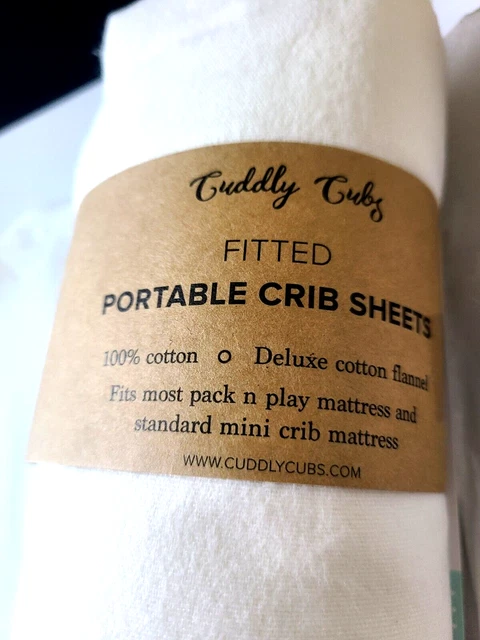 Cuddly Cubs
FITTED
PORTABLE CRIB SHEETS
100% cotton o Deluxe cotton flannel
Fits most pack n play mattress and
standard mini crib mattress
WWW.CUDDLYCUBS.COM